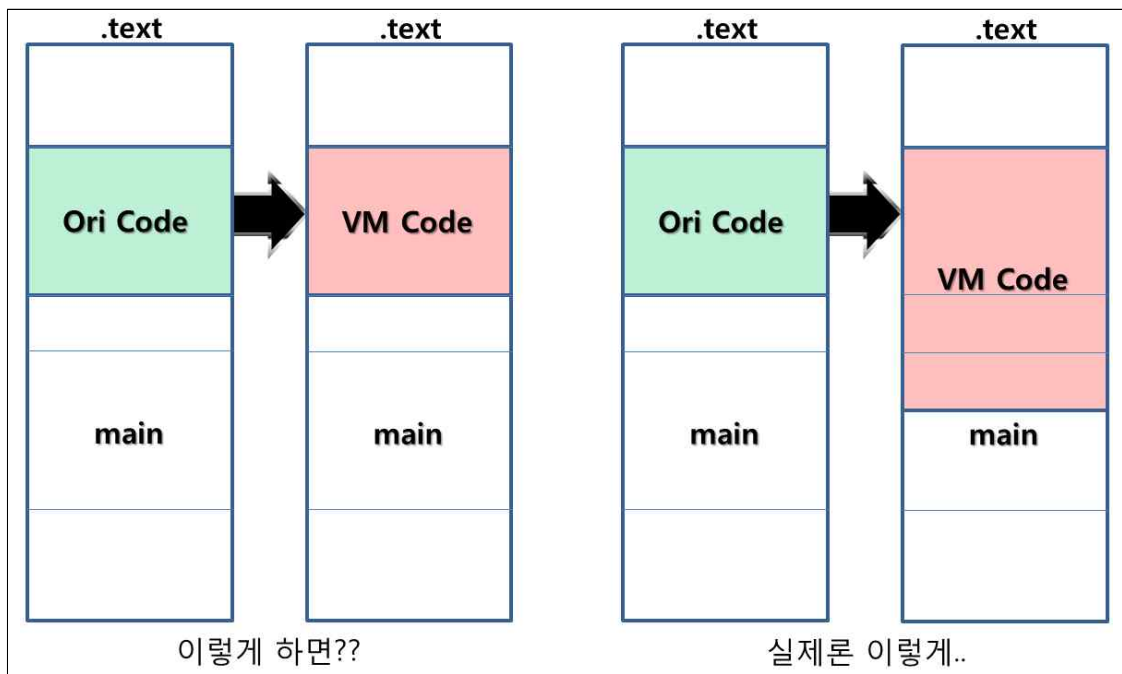 .text
.text
.text
.text
Ori Code
VM Code
Ori Code
VM Code
main
main
main
main
이렇게 하면??
실제론 이렇게..